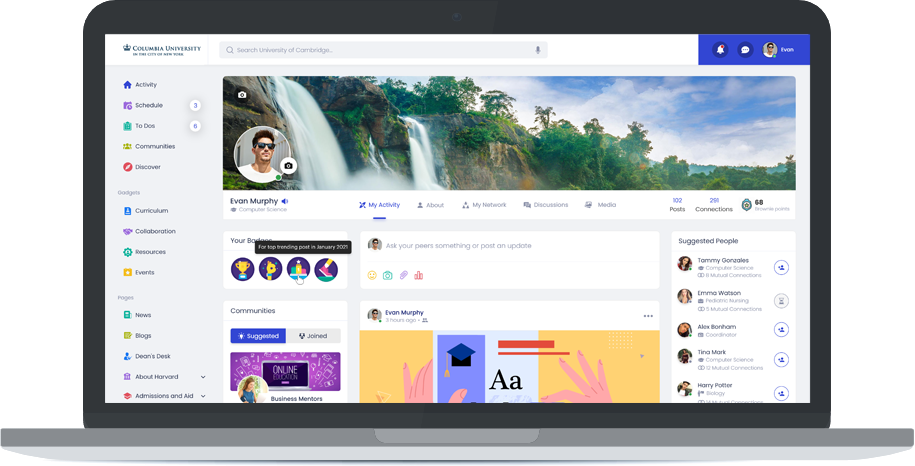 COLUMBIA UNIVERSITY
IN THE CITY OF NEW YORK
Search University of Cambridge...
Evan
Activity
Schedule 3
To Dos 6
Communities
Discover
Gadgets
Curriculum
Collaboration
Resources
Events
Pages
News
Blogs
Dean's Desk
About Harvard
Admissions and Aid
Evan Murphy
Computer Science
My Activity
About
My Network
Discussions
Media
102
Posts
291
Connections
68
Brownie points
Your Badges
For top trending post in January 2021
Communities
Suggested
Joined
ONLINE
EDUCATION
Business Mentors
Ask your peers something or post an update
Evan Murphy
3 hours ago
Aa
Suggested People
Tammy Gonzales
Computer Science
8 Mutual Connections
Emma Watson
Pediatric Nursing
5 Mutual Connections
Alex Bonham
Coordinator
Tina Mark
Computer Science
12 Mutual Connections
Harry Potter
Biology
Mutual Connections